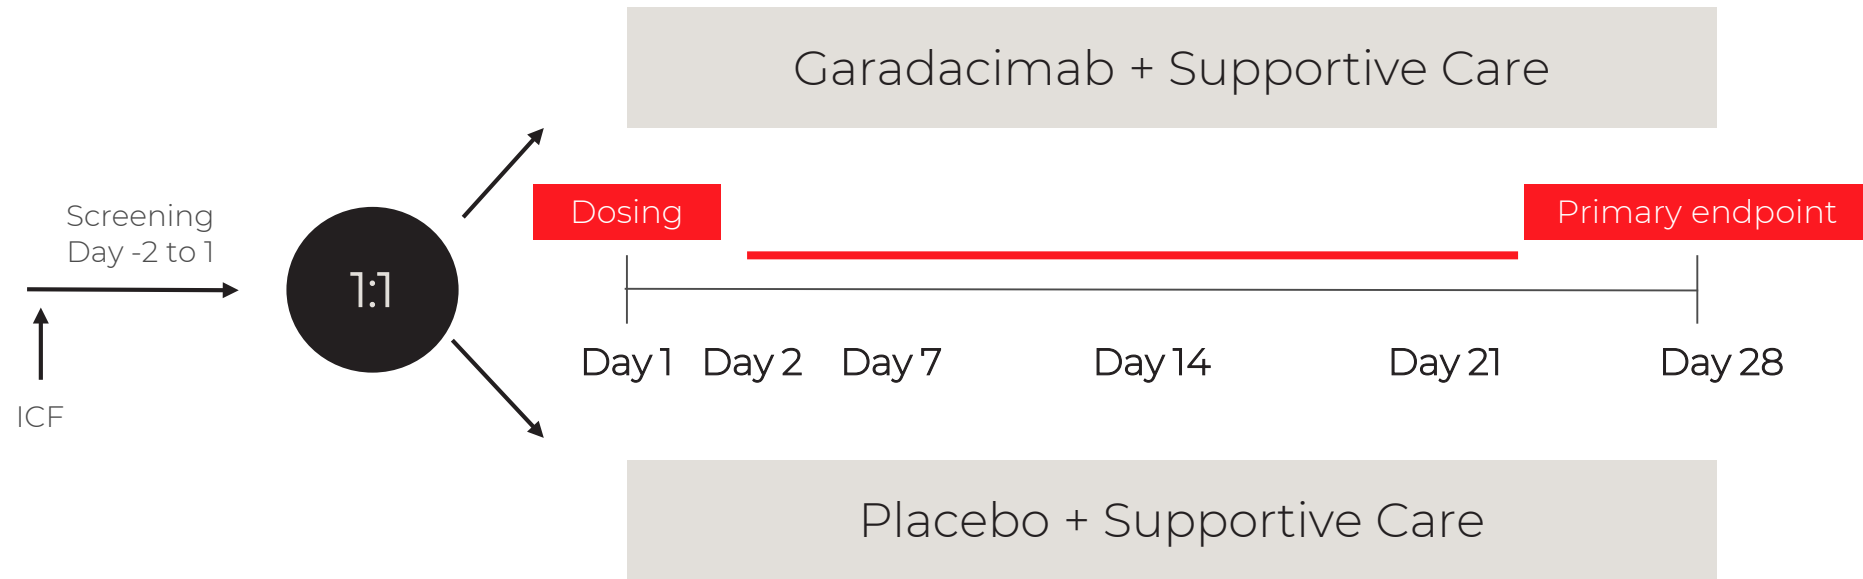 Garadacimab + Supportive Care
Screening
Day -2 to 1
ICF
1:1
Dosing
Primary endpoint
Day 1
Day 2
Day 7
Day 14
Day 21
Day 28
Placebo + Supportive Care